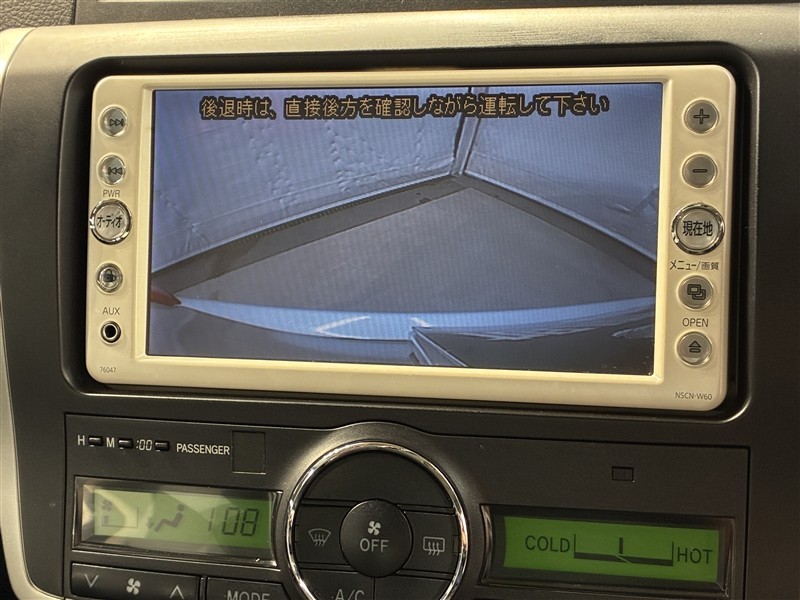 後退時は、直接後方を確認しながら運転して下さい
PWR
オーディオ
AUX
76047
現在地
メニュー/画質
OPEN
NSCN-W60
H M :00 PASSENGER
108
OFF
COLD HOT
MODE
A/C